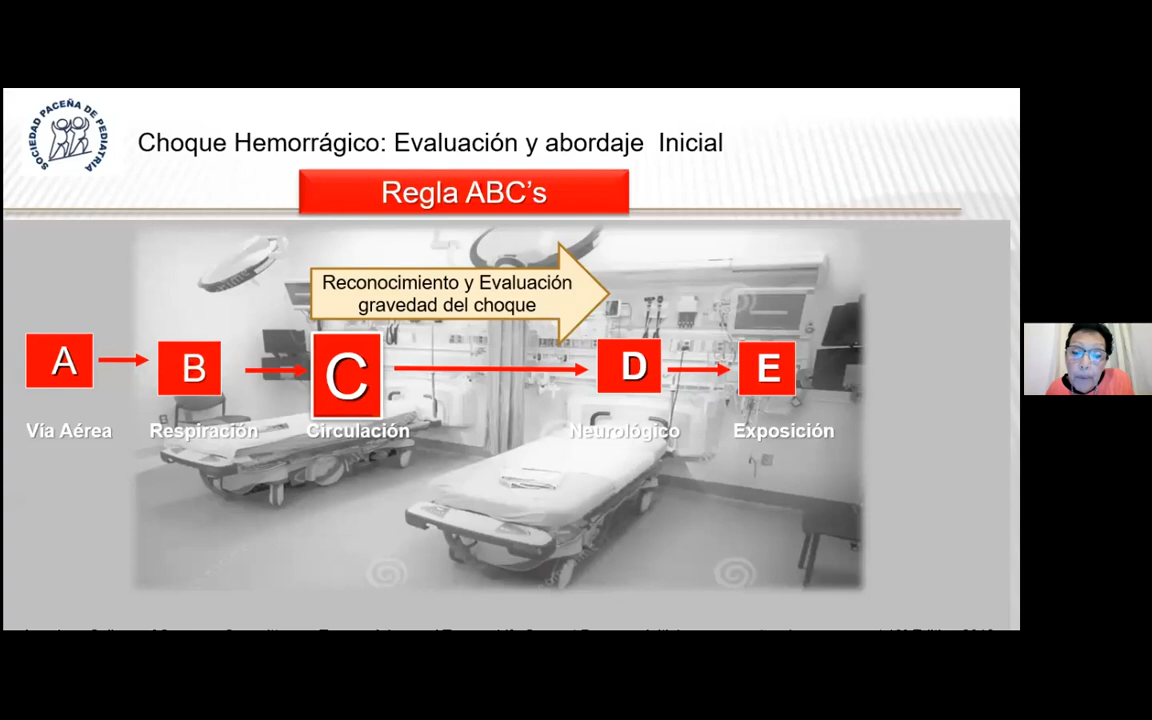 SOCIEDAD PACEÑA DE PEDIATRIA
Choque Hemorrágico: Evaluación y abordaje Inicial
Regla ABC’s
Reconocimiento y Evaluación
gravedad del choque
A
B
C
D
E
Vía Aérea
Respiración
Circulación
Neurológico
Exposición